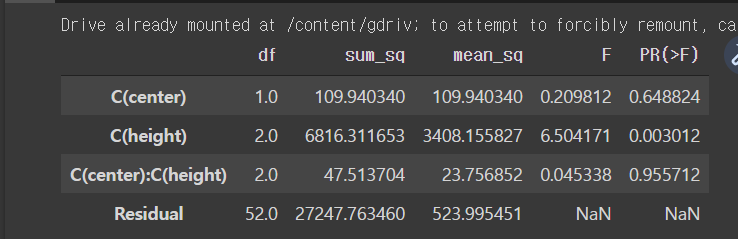 Drive already mounted at /content/gdriv; to attempt to forcibly remount, ca
df sum_sq mean_sq F PR(>F)
C(center) 1.0 109.940340 109.940340 0.209812 0.648824
C(height) 2.0 6816.311653 3408.155827 6.504171 0.003012
C(center):C(height) 2.0 47.513704 23.756852 0.045338 0.955712
Residual 52.0 27247.763460 523.995451 NaN NaN